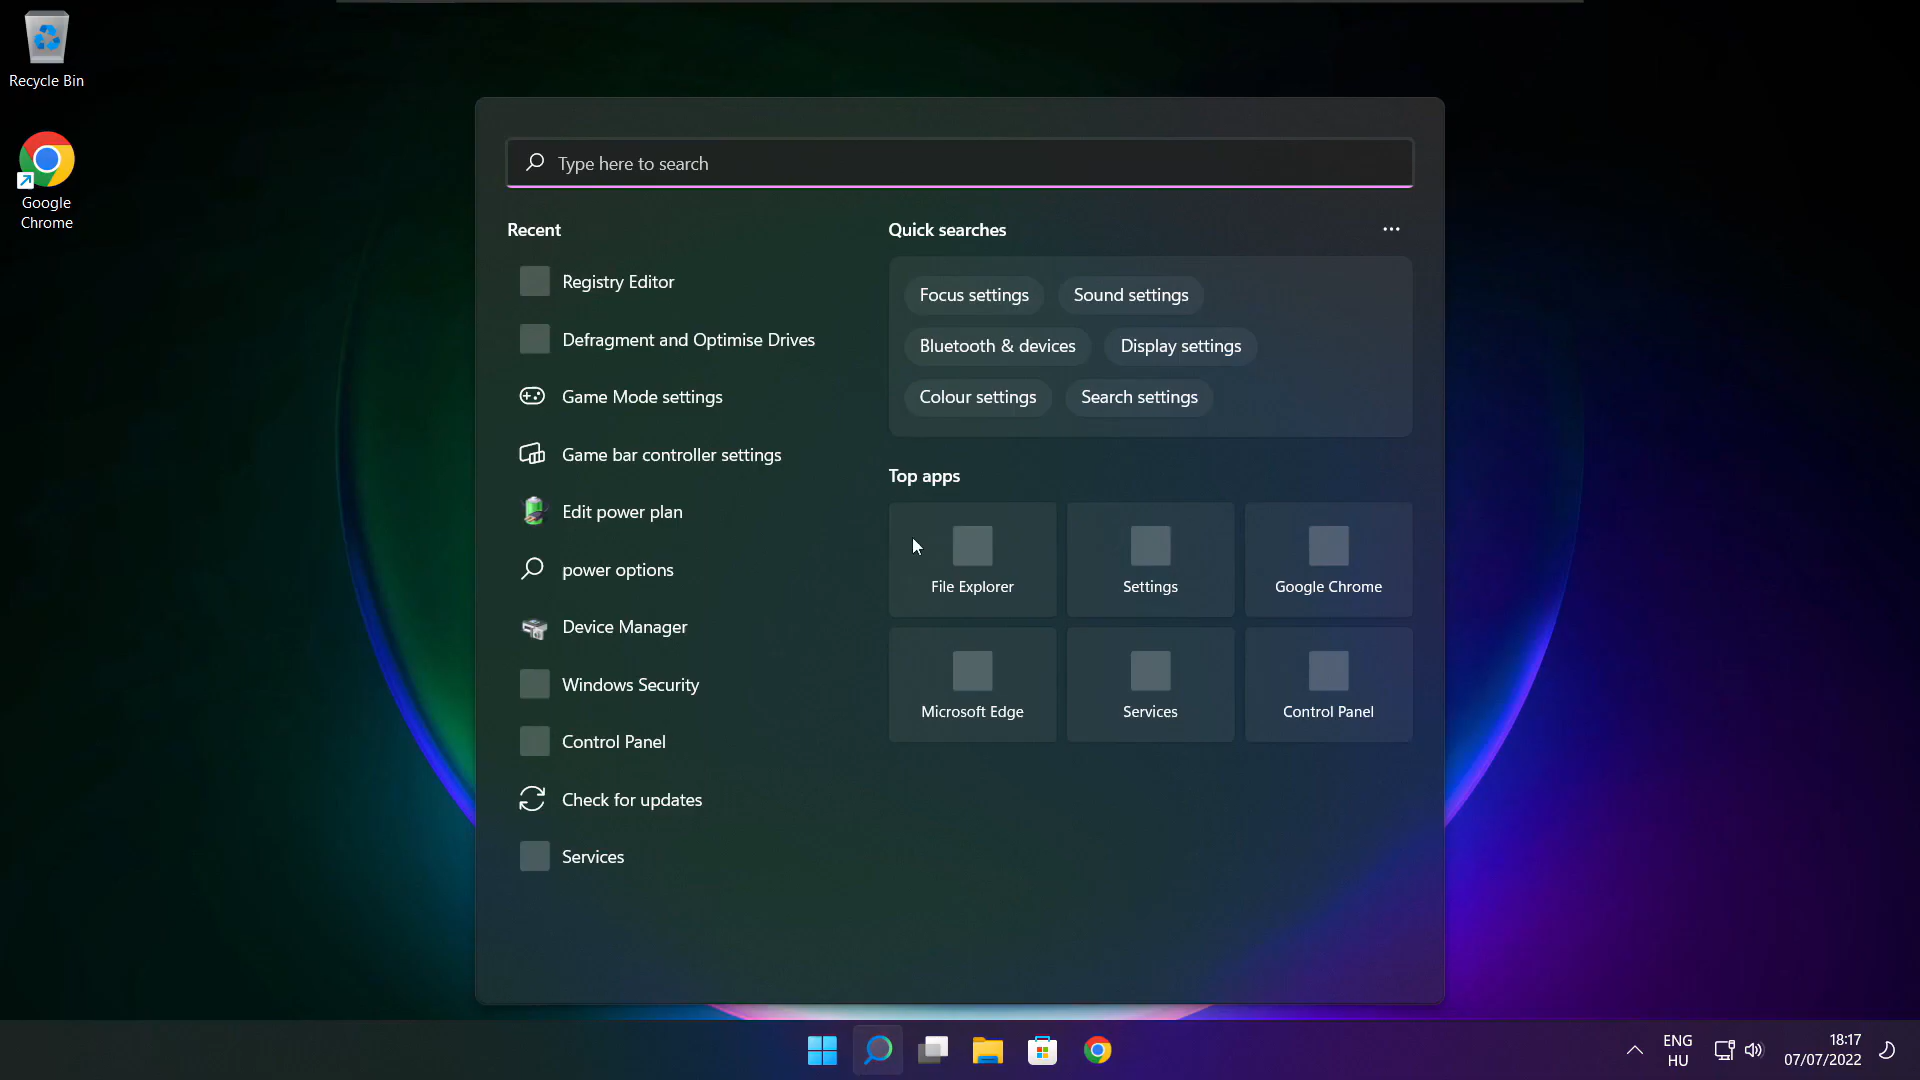 Recycle Bin
Google
Chrome
Type here to search
Recent
Registry Editor
Defragment and Optimise Drives
Game Mode settings
Game bar controller settings
Edit power plan
power options
Device Manager
Windows Security
Control Panel
Check for updates
Services
Quick searches
Focus settings
Sound settings
Bluetooth & devices
Display settings
Colour settings
Search settings
Top apps
File Explorer
Settings
Google Chrome
Microsoft Edge
Services
Control Panel
ENG
HU
18:17
07/07/2022